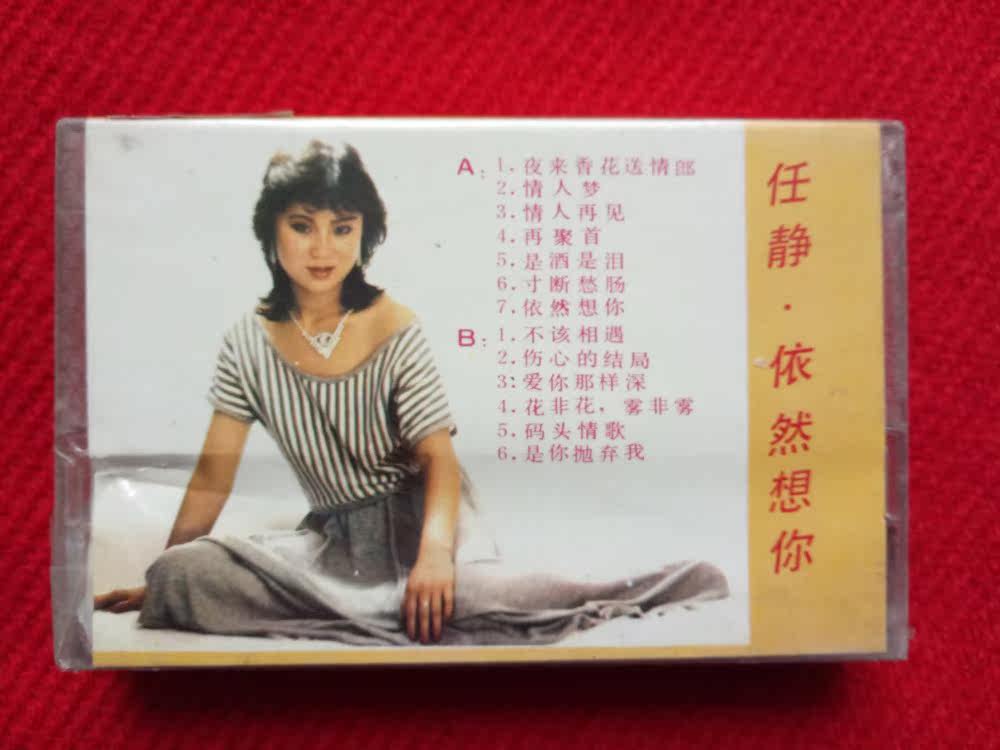 A: 1. 夜来香花送情郎
2. 情人梦
3. 情人再见
4. 再聚首
5. 是酒是泪
6. 寸断愁肠
7. 依然想你
B: 1. 不该相遇
2. 伤心的结局
3: 爱你那样深
4. 花非花，雾非雾
5. 码头情歌
6. 是你抛弃我
任静·依然想你